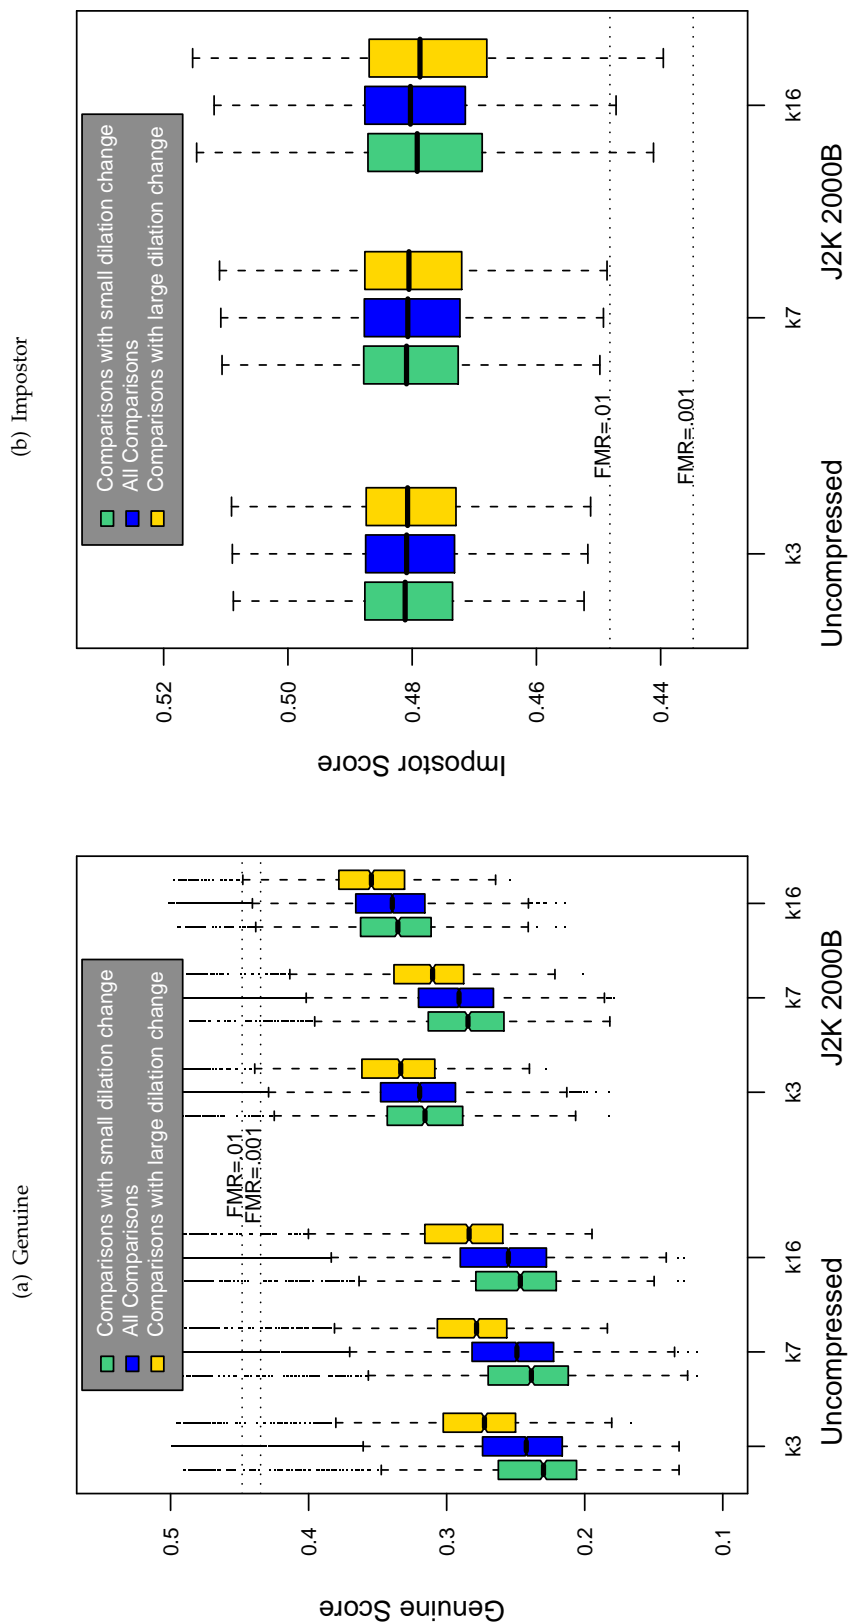 (a) Genuine
Comparisons with small dilation change
All Comparisons
Comparisons with large dilation change
FMR=.01
FMR=.001
0.5
0.4
0.3
0.2
0.1
Genuine Score
k3
k7
k16
k3
k7
k16
Uncompressed
J2K 2000B
(b) Impostor
Comparisons with small dilation change
All Comparisons
Comparisons with large dilation change
FMR=.01
FMR=.001
0.52
0.50
0.48
0.46
0.44
Impostor Score
k3
k7
k16
Uncompressed
J2K 2000B